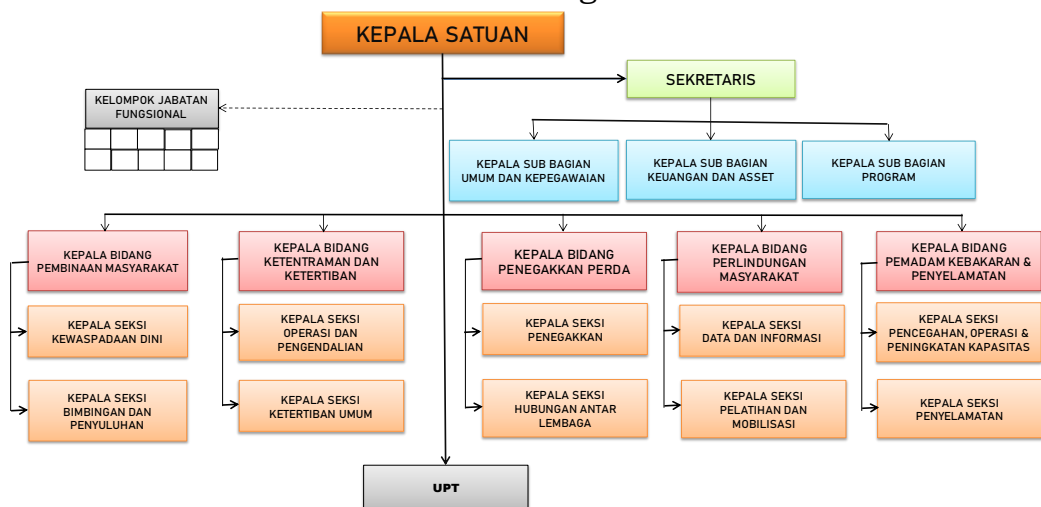 KEPALA SATUAN
SEKRETARIS
KELOMPOK JABATAN
FUNGSIONAL
KEPALA SUB BAGIAN
UMUM DAN KEPEGAWAIAN
KEPALA SUB BAGIAN
KEUANGAN DAN ASSET
KEPALA SUB BAGIAN
PROGRAM
KEPALA BIDANG
PEMBINAAN MASYARAKAT
KEPALA BIDANG
KETENTRAMAN DAN
KETERTIBAN
KEPALA BIDANG
PENEGAKKAN PERDA
KEPALA BIDANG
PERLINDUNGAN
MASYARAKAT
KEPALA BIDANG
PEMADAM KEBAKARAN &
PENYELAMATAN
KEPALA SEKSI
KEWASPADAAN DINI
KEPALA SEKSI
OPERASI DAN
PENGENDALIAN
KEPALA SEKSI
PENEGAKKAN
KEPALA SEKSI
DATA DAN INFORMASI
KEPALA SEKSI
PENCEGAHAN, OPERASI &
PENINGKATAN KAPASITAS
KEPALA SEKSI
BIMBINGAN DAN
PENYULUHAN
KEPALA SEKSI
KETERTIBAN UMUM
KEPALA SEKSI
HUBUNGAN ANTAR
LEMBAGA
KEPALA SEKSI
PELATIHAN DAN
MOBILISASI
KEPALA SEKSI
PENYELAMATAN
UPT